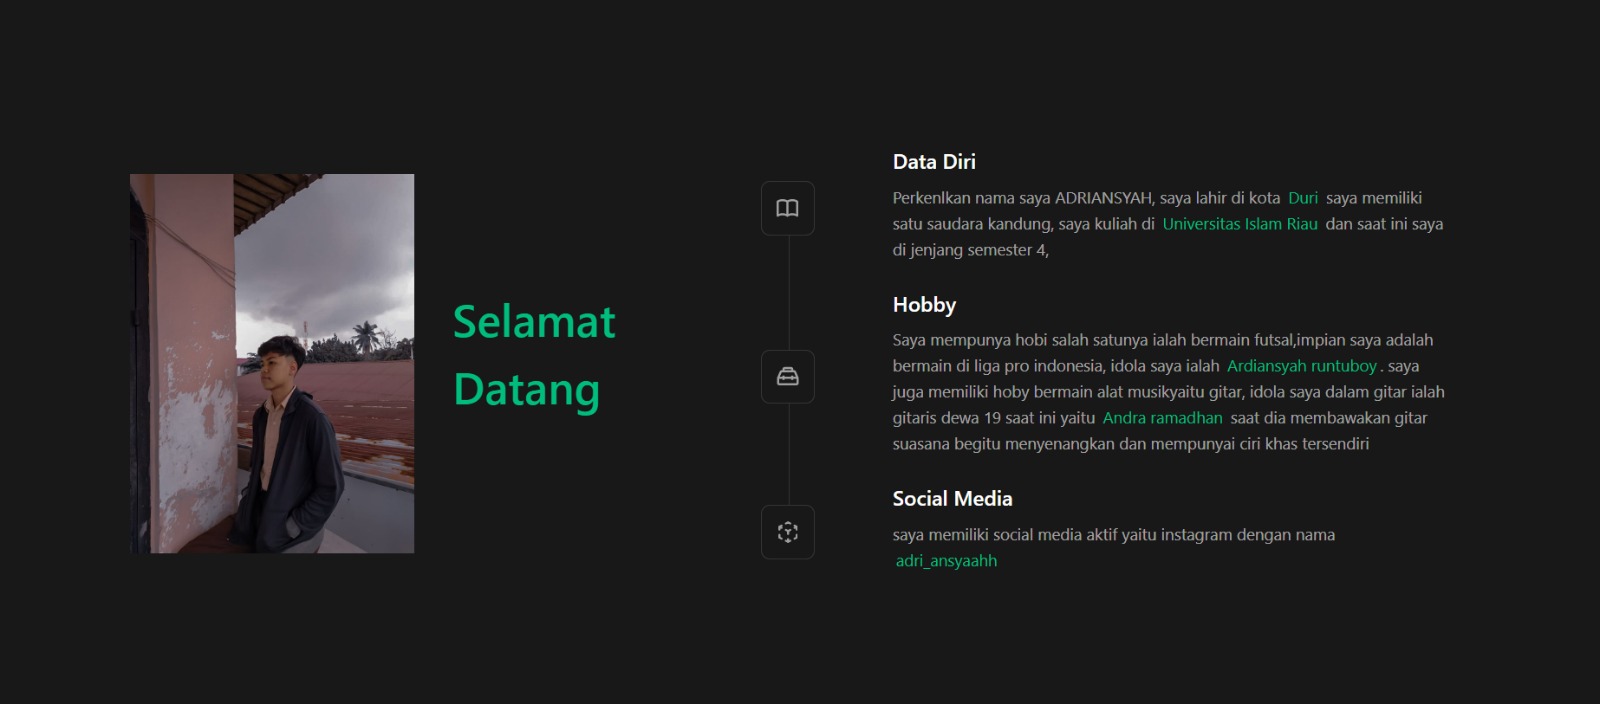 Selamat
Datang
Data Diri
Perkenlkan nama saya ADRIANSYAH, saya lahir di kota Duri saya memiliki
satu saudara kandung, saya kuliah di Universitas Islam Riau dan saat ini saya
di jenjang semester 4,
Hobby
Saya mempunya hobi salah satunya ialah bermain futsal,impian saya adalah
bermain di liga pro indonesia, idola saya ialah Ardiansyah runtuboy . saya
juga memiliki hoby bermain alat musikyaitu gitar, idola saya dalam gitar ialah
gitaris dewa 19 saat ini yaitu Andra ramadhan saat dia membawakan gitar
suasana begitu menyenangkan dan mempunyai ciri khas tersendiri
Social Media
saya memiliki social media aktif yaitu instagram dengan nama
adri_ansyaahh